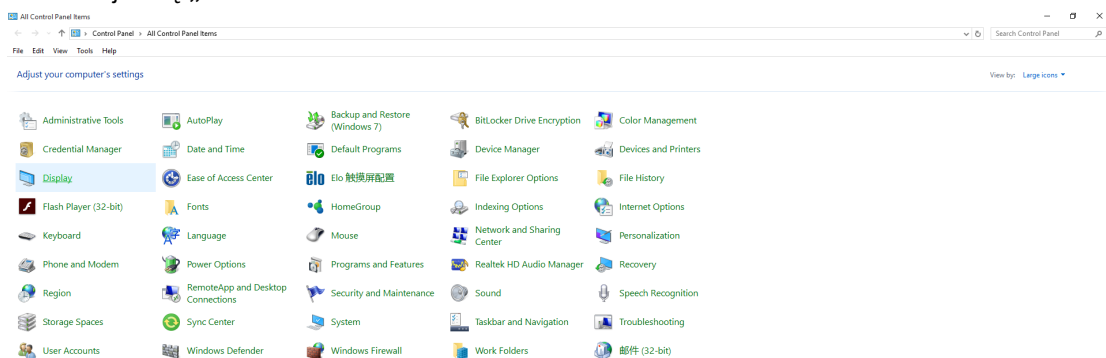 All Control Panel Items
Control Panel > All Control Panel Items
Search Control Panel
File Edit View Tools Help
Adjust your computer's settings
View by: Large icons
Administrative Tools
AutoPlay
Backup and Restore
(Windows 7)
BitLocker Drive Encryption
Color Management
Credential Manager
Date and Time
Default Programs
Device Manager
Devices and Printers
Display
Ease of Access Center
elo Elo 触摸屏配置
File Explorer Options
File History
Flash Player (32-bit)
Fonts
HomeGroup
Indexing Options
Internet Options
Keyboard
Language
Mouse
Network and Sharing
Center
Personalization
Phone and Modem
Power Options
Programs and Features
Realtek HD Audio Manager
Recovery
Region
RemoteApp and Desktop
Connections
Security and Maintenance
Sound
Speech Recognition
Storage Spaces
Sync Center
System
Taskbar and Navigation
Troubleshooting
User Accounts
Windows Defender
Windows Firewall
Work Folders
邮件 (32-bit)